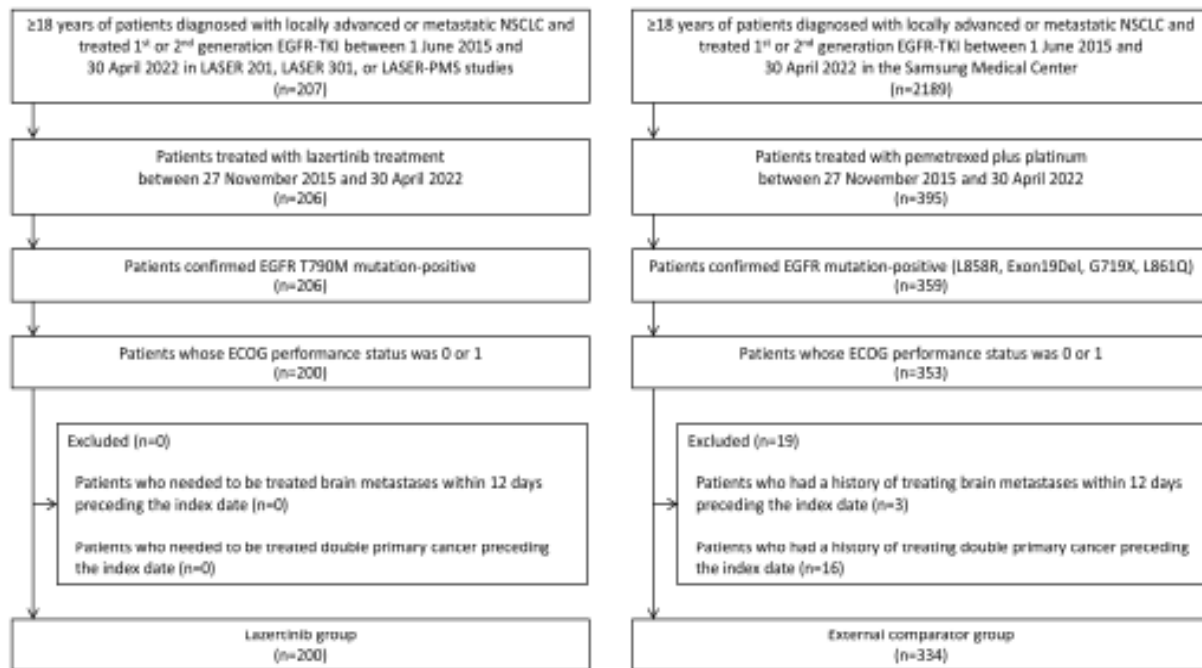 ≥18 years of patients diagnosed with locally advanced or metastatic NSCLC and
treated 1st or 2nd generation EGFR-TKI between 1 June 2015 and
30 April 2022 in LASER 201, LASER 301, or LASER-PMS studies
(n=207)
Patients treated with lazertinib treatment
between 27 November 2015 and 30 April 2022
(n=206)
Patients confirmed EGFR T790M mutation-positive
(n=206)
Patients whose ECOG performance status was 0 or 1
(n=200)
Excluded (n=0)
Patients who needed to be treated brain metastases within 12 days
preceding the index date (n=0)
Patients who needed to be treated double primary cancer preceding
the index date (n=0)
Lazertinib group
(n=200)
≥18 years of patients diagnosed with locally advanced or metastatic NSCLC and
treated 1st or 2nd generation EGFR-TKI between 1 June 2015 and
30 April 2022 in the Samsung Medical Center
(n=2189)
Patients treated with pemetrexed plus platinum
between 27 November 2015 and 30 April 2022
(n=395)
Patients confirmed EGFR mutation-positive (L858R, Exon19Del, G719X, L861Q)
(n=359)
Patients whose ECOG performance status was 0 or 1
(n=353)
Excluded (n=19)
Patients who had a history of treating brain metastases within 12 days
preceding the index date (n=3)
Patients who had a history of treating double primary cancer preceding
the index date (n=16)
External comparator group
(n=334)